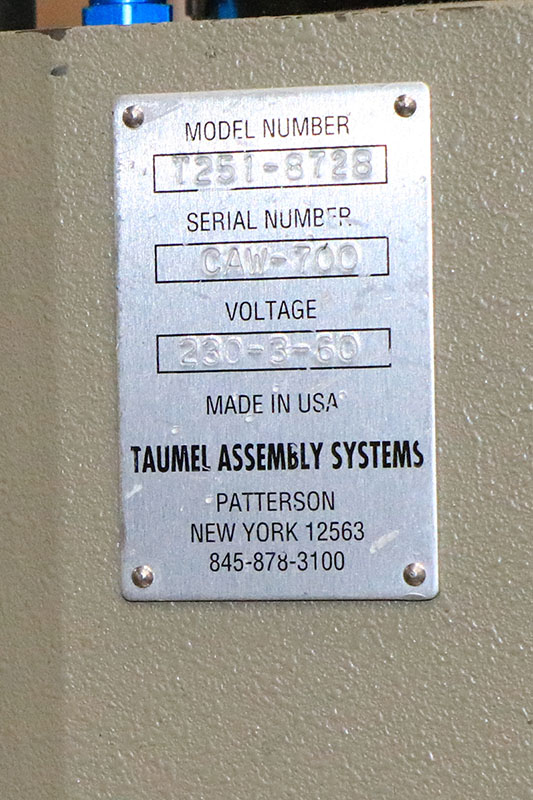 MODEL NUMBER
T251-8728
SERIAL NUMBER
CAW-700
VOLTAGE
230-3-60
MADE IN USA
TAUMEL ASSEMBLY SYSTEMS
PATTERSON
NEW YORK 12563
845-878-3100